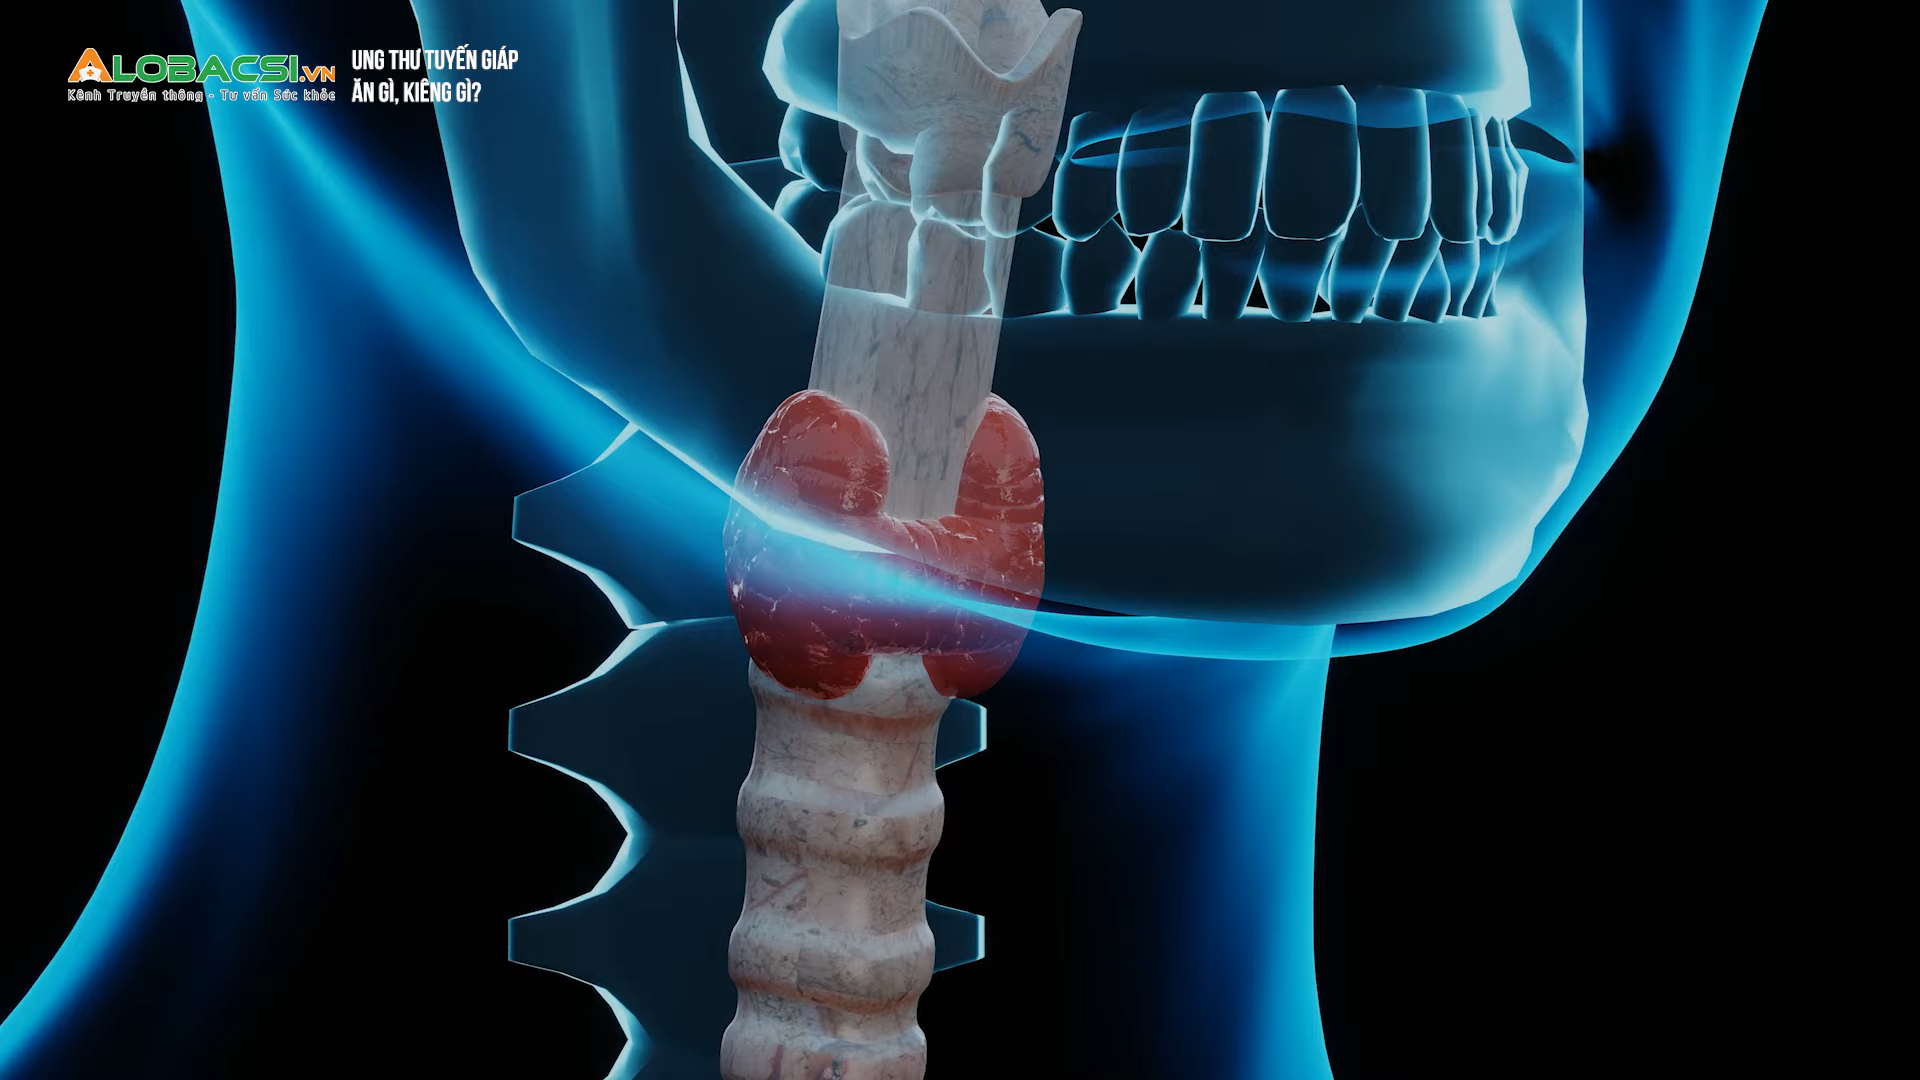 ALOBACSI.VN
Kênh Truyền thông - Tư vấn Sức khỏe
UNG THƯ TUYẾN GIÁP
ĂN GÌ, KIÊNG GÌ?